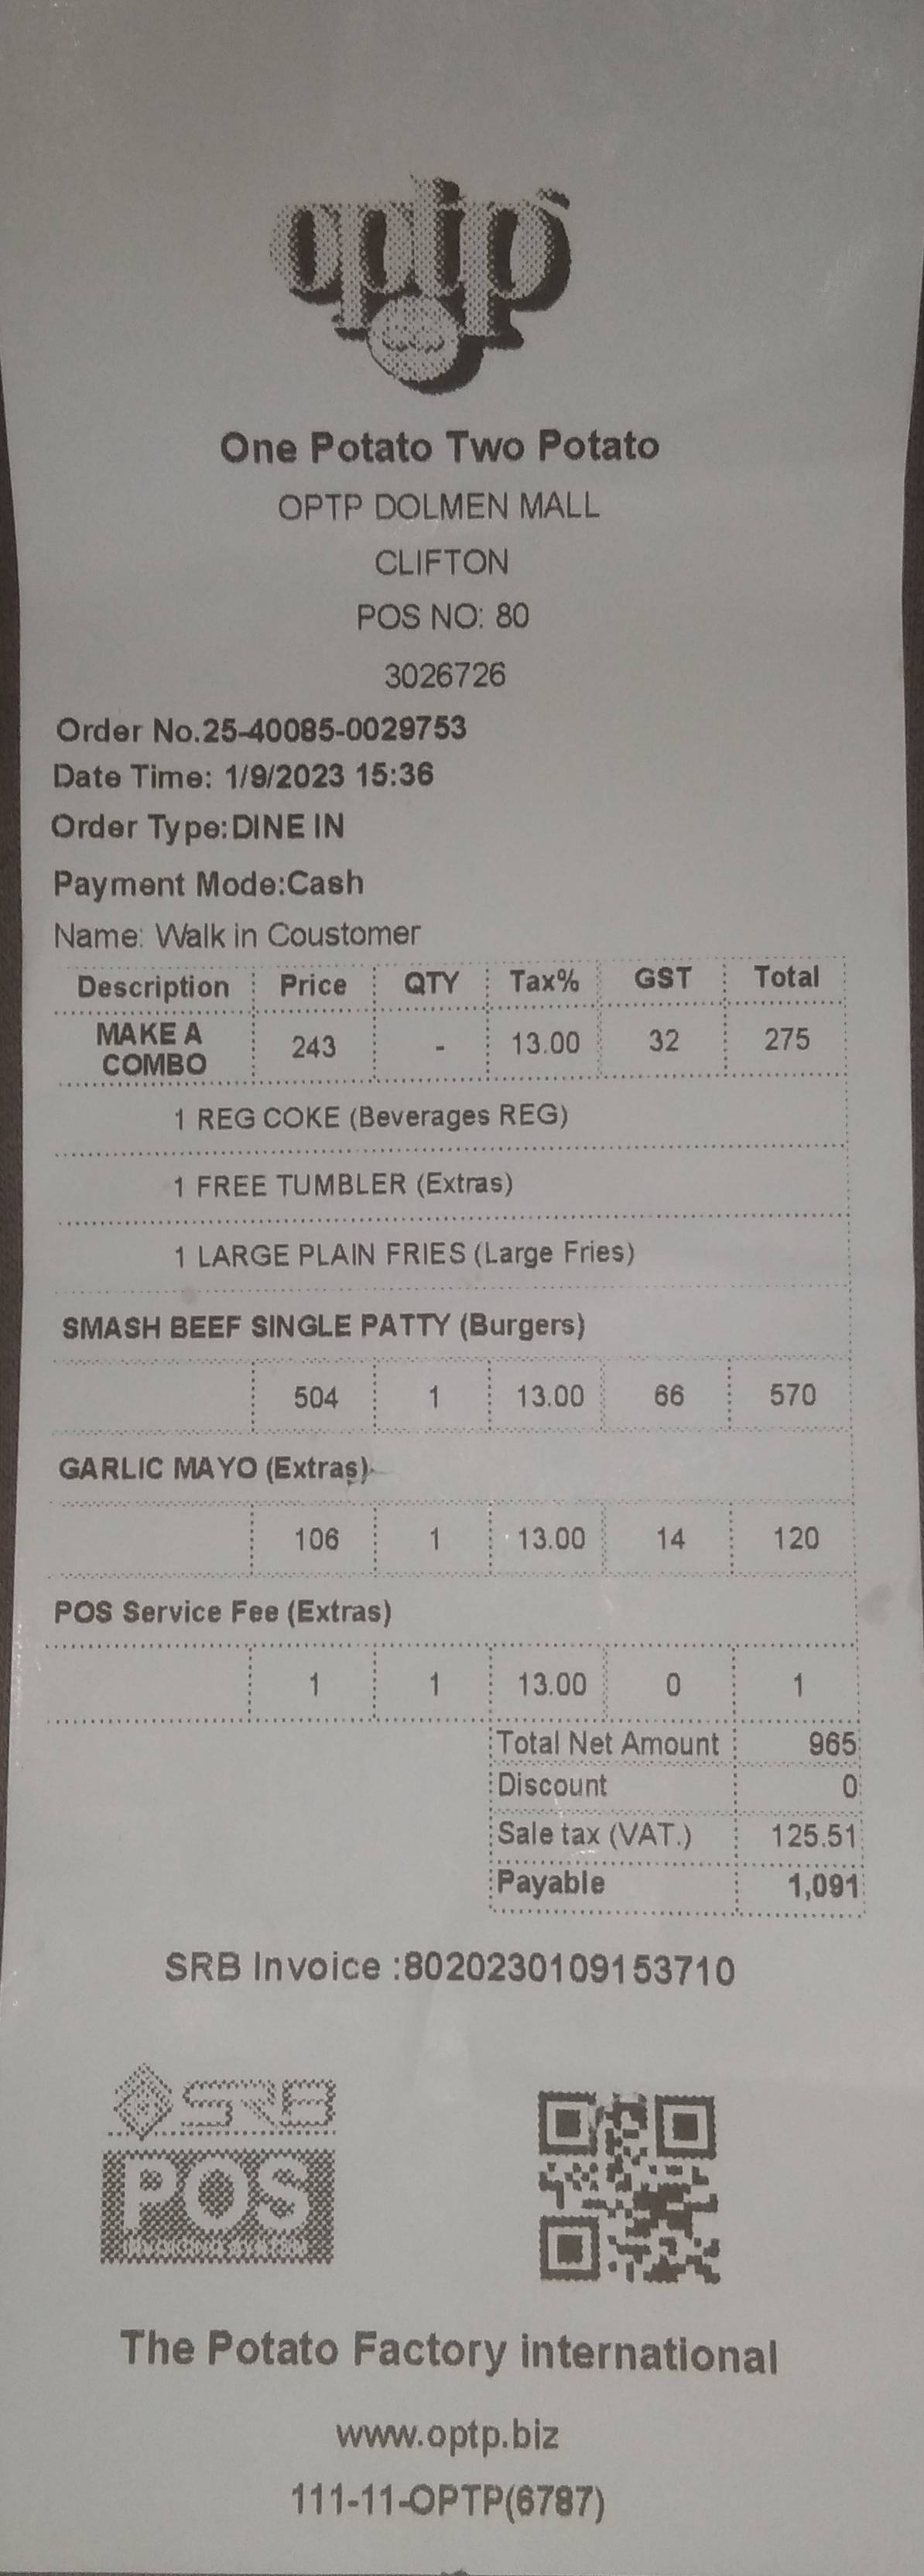 optp
One Potato Two Potato
OPTP DOLMEN MALL
CLIFTON
POS NO: 80
3026726
Order No.25-40085-0029753
Date Time: 1/9/2023 15:36
Order Type:DINE IN
Payment Mode:Cash
Name: Walk in Coustomer
Description Price QTY Tax% GST Total
MAKE A COMBO 243 - 13.00 32 275
1 REG COKE (Beverages REG)
1 FREE TUMBLER (Extras)
1 LARGE PLAIN FRIES (Large Fries)
SMASH BEEF SINGLE PATTY (Burgers)
504 1 13.00 66 570
GARLIC MAYO (Extras)
106 1 13.00 14 120
POS Service Fee (Extras)
1 1 13.00 0 1
Total Net Amount 965
Discount 0
Sale tax (VAT.) 125.51
Payable 1,091
SRB Invoice :8020230109153710
SRB
POS
The Potato Factory international
www.optp.biz
111-11-OPTP(6787)